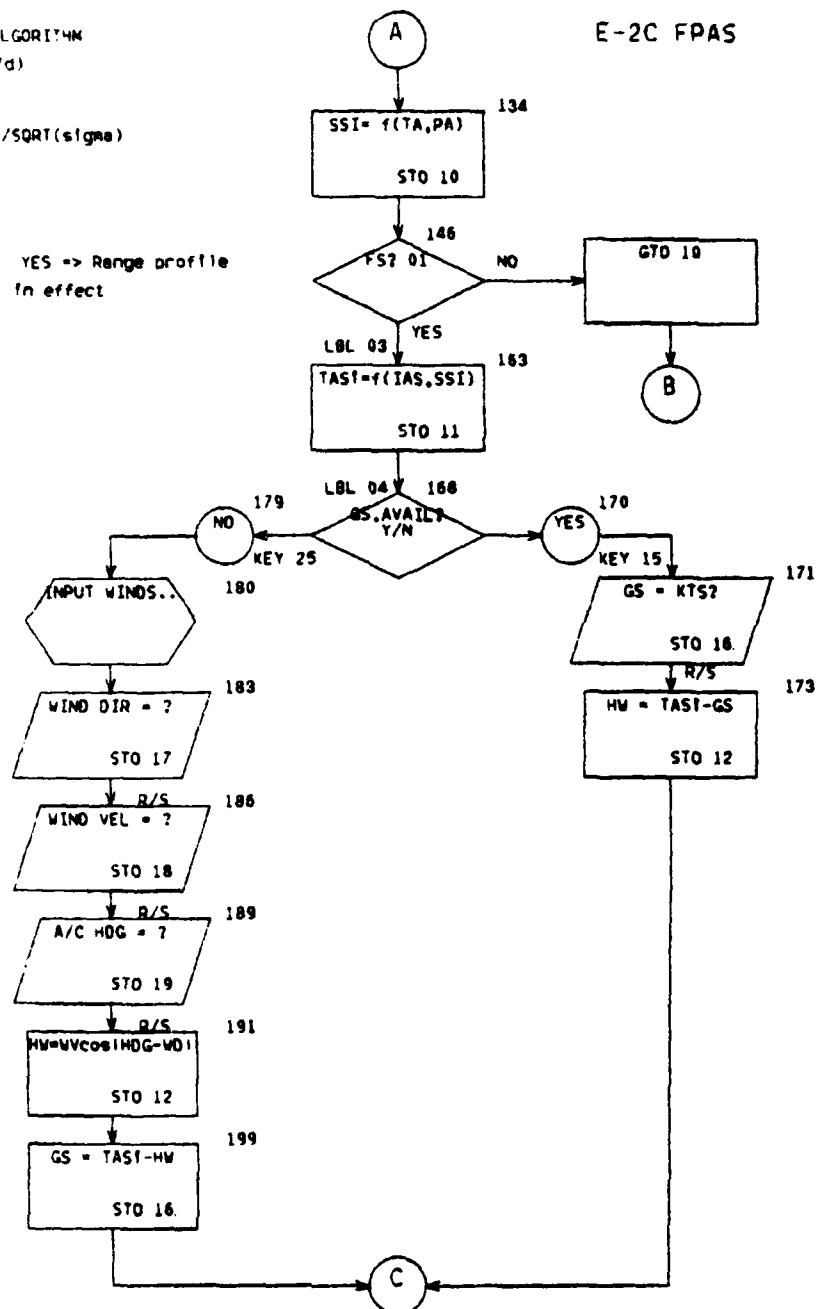 LGORITHM
/d)
E-2C FPAS
A
134
SSI= f(TA,PA)
STO 10
/SQRT(sigma)
146
FS? 01
NO
GTO 10
YES => Range profile
in effect
YES
B
LBL 03
163
TAS1=f(IAS,SSI)
STO 11
LBL 04
166
GS.AVAIL?
Y/N
179
NO
KEY 25
170
YES
KEY 15
INPUT WINDS..
180
171
GS = KTS?
STO 16.
R/S
183
WIND DIR = ?
STO 17
R/S
173
HW = TAS1-GS
STO 12
186
WIND VEL = ?
STO 18
R/S
189
A/C HDG = ?
STO 19
R/S
191
HW=WVcos|HDG-WD|
STO 12
199
GS = TAS1-HW
STO 16.
C